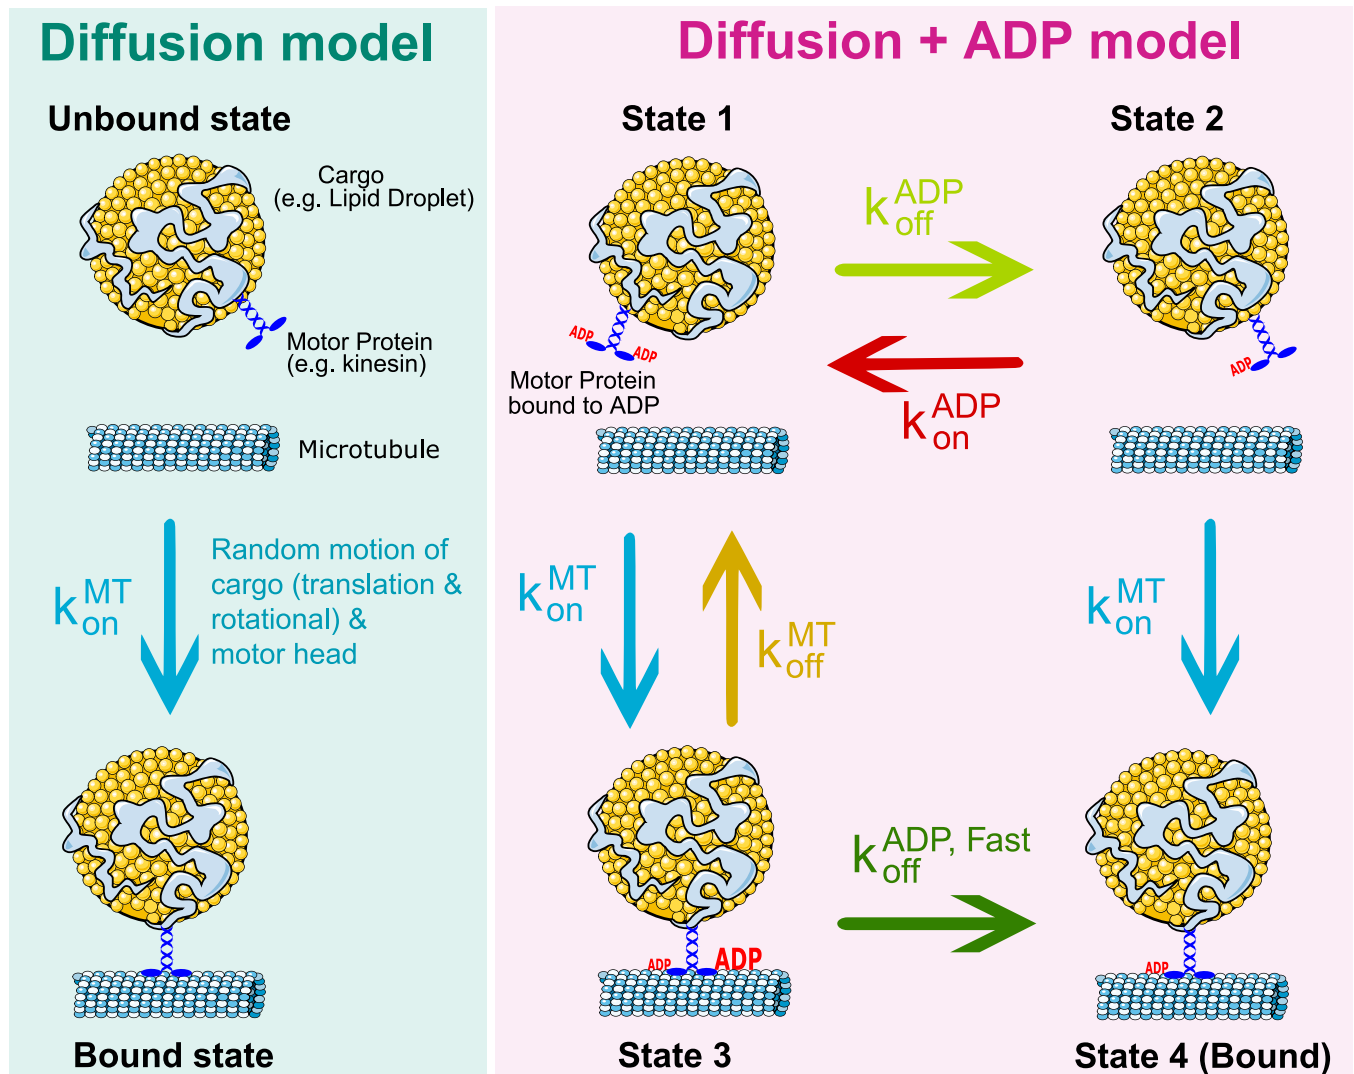 Diffusion model
Unbound state
Cargo
(e.g. Lipid Droplet)
Motor Protein
(e.g. kinesin)
Microtubule
k MT on
Random motion of
cargo (translation &
rotational) &
motor head
Bound state
Diffusion + ADP model
State 1
State 2
k ADP off
ADP
ADP
Motor Protein
bound to ADP
k ADP on
ADP
k MT on
k MT off
k MT on
k ADP, Fast off
ADP
ADP
ADP
State 3
State 4 (Bound)